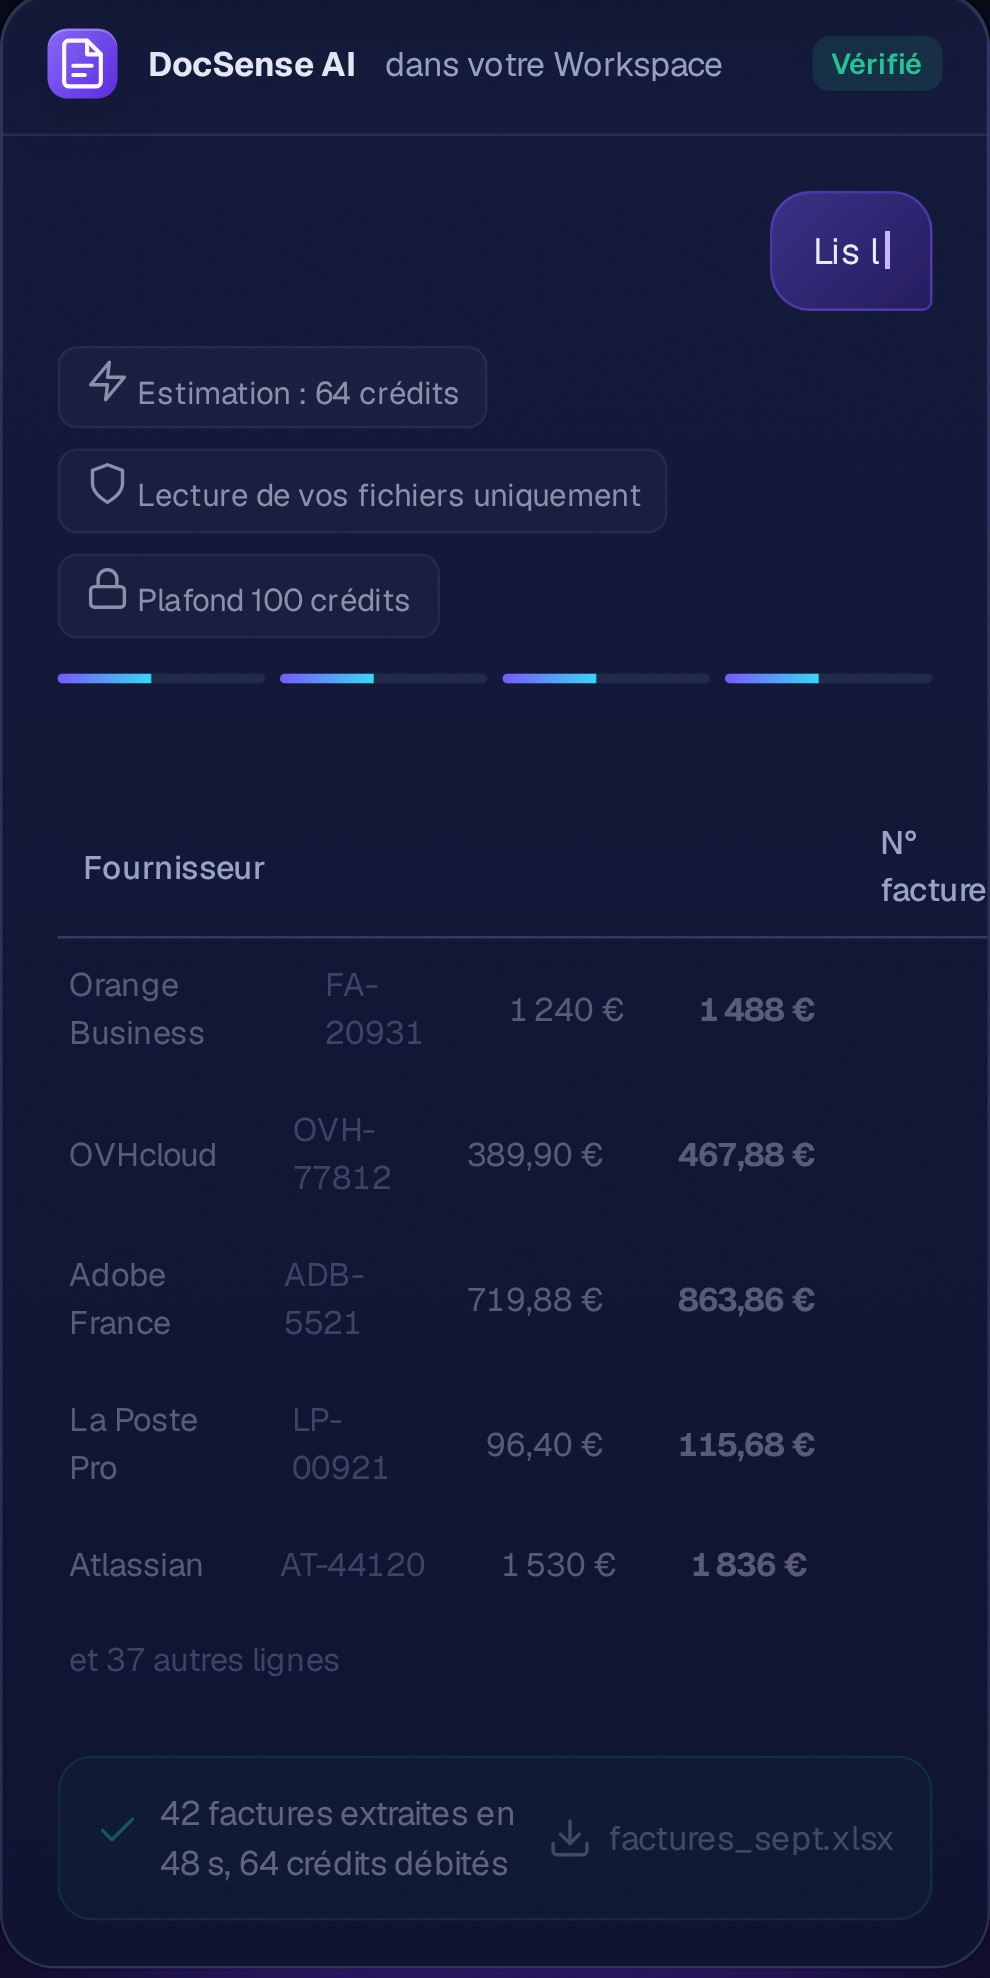 DocSense AI dans votre Workspace Vérifié
Lis l
Estimation : 64 crédits
Lecture de vos fichiers uniquement
Plafond 100 crédits
Fournisseur N° facture
Orange Business FA-20931 1 240 € 1 488 €
OVHcloud OVH-77812 389,90 € 467,88 €
Adobe France ADB-5521 719,88 € 863,86 €
La Poste Pro LP-00921 96,40 € 115,68 €
Atlassian AT-44120 1 530 € 1 836 €
et 37 autres lignes
42 factures extraites en
48 s, 64 crédits débités
factures_sept.xlsx